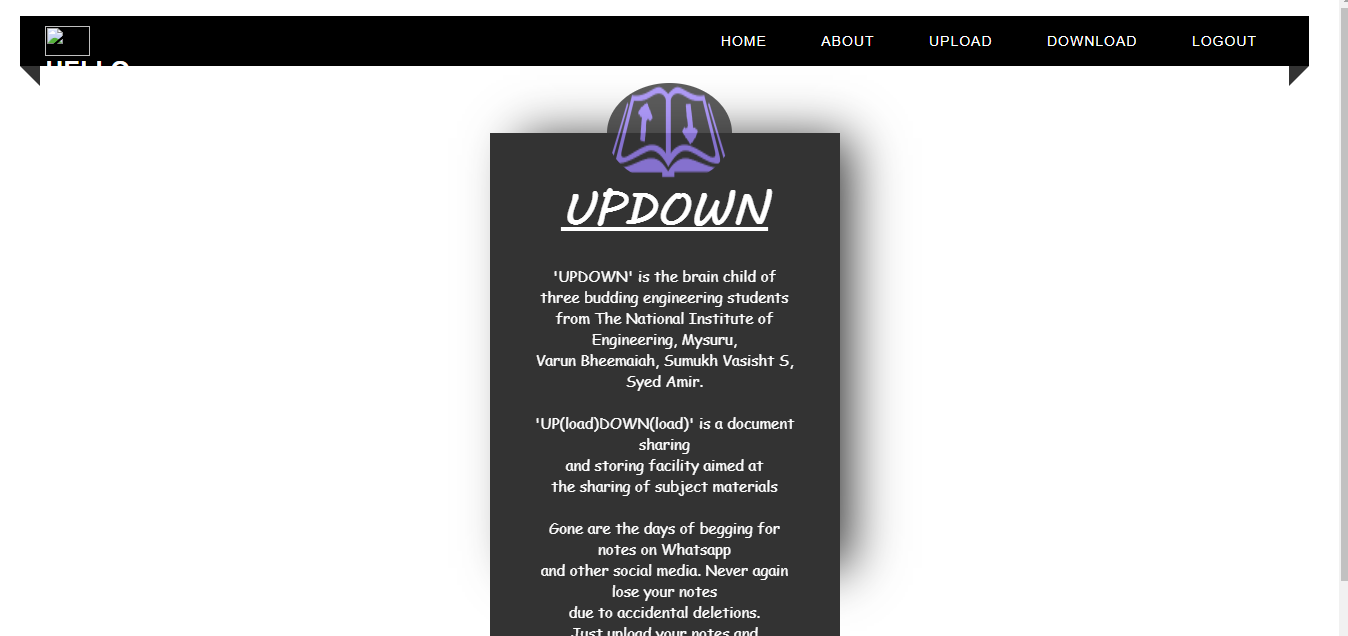 HOME ABOUT UPLOAD DOWNLOAD LOGOUT
HELLO
UPDOWN
'UPDOWN' is the brain child of
three budding engineering students
from The National Institute of
Engineering, Mysuru,
Varun Bheemaiah, Sumukh Vasisht S,
Syed Amir.
'UP(load)DOWN(load)' is a document
sharing
and storing facility aimed at
the sharing of subject materials
Gone are the days of begging for
notes on Whatsapp
and other social media. Never again
lose your notes
due to accidental deletions.
Just upload your notes and